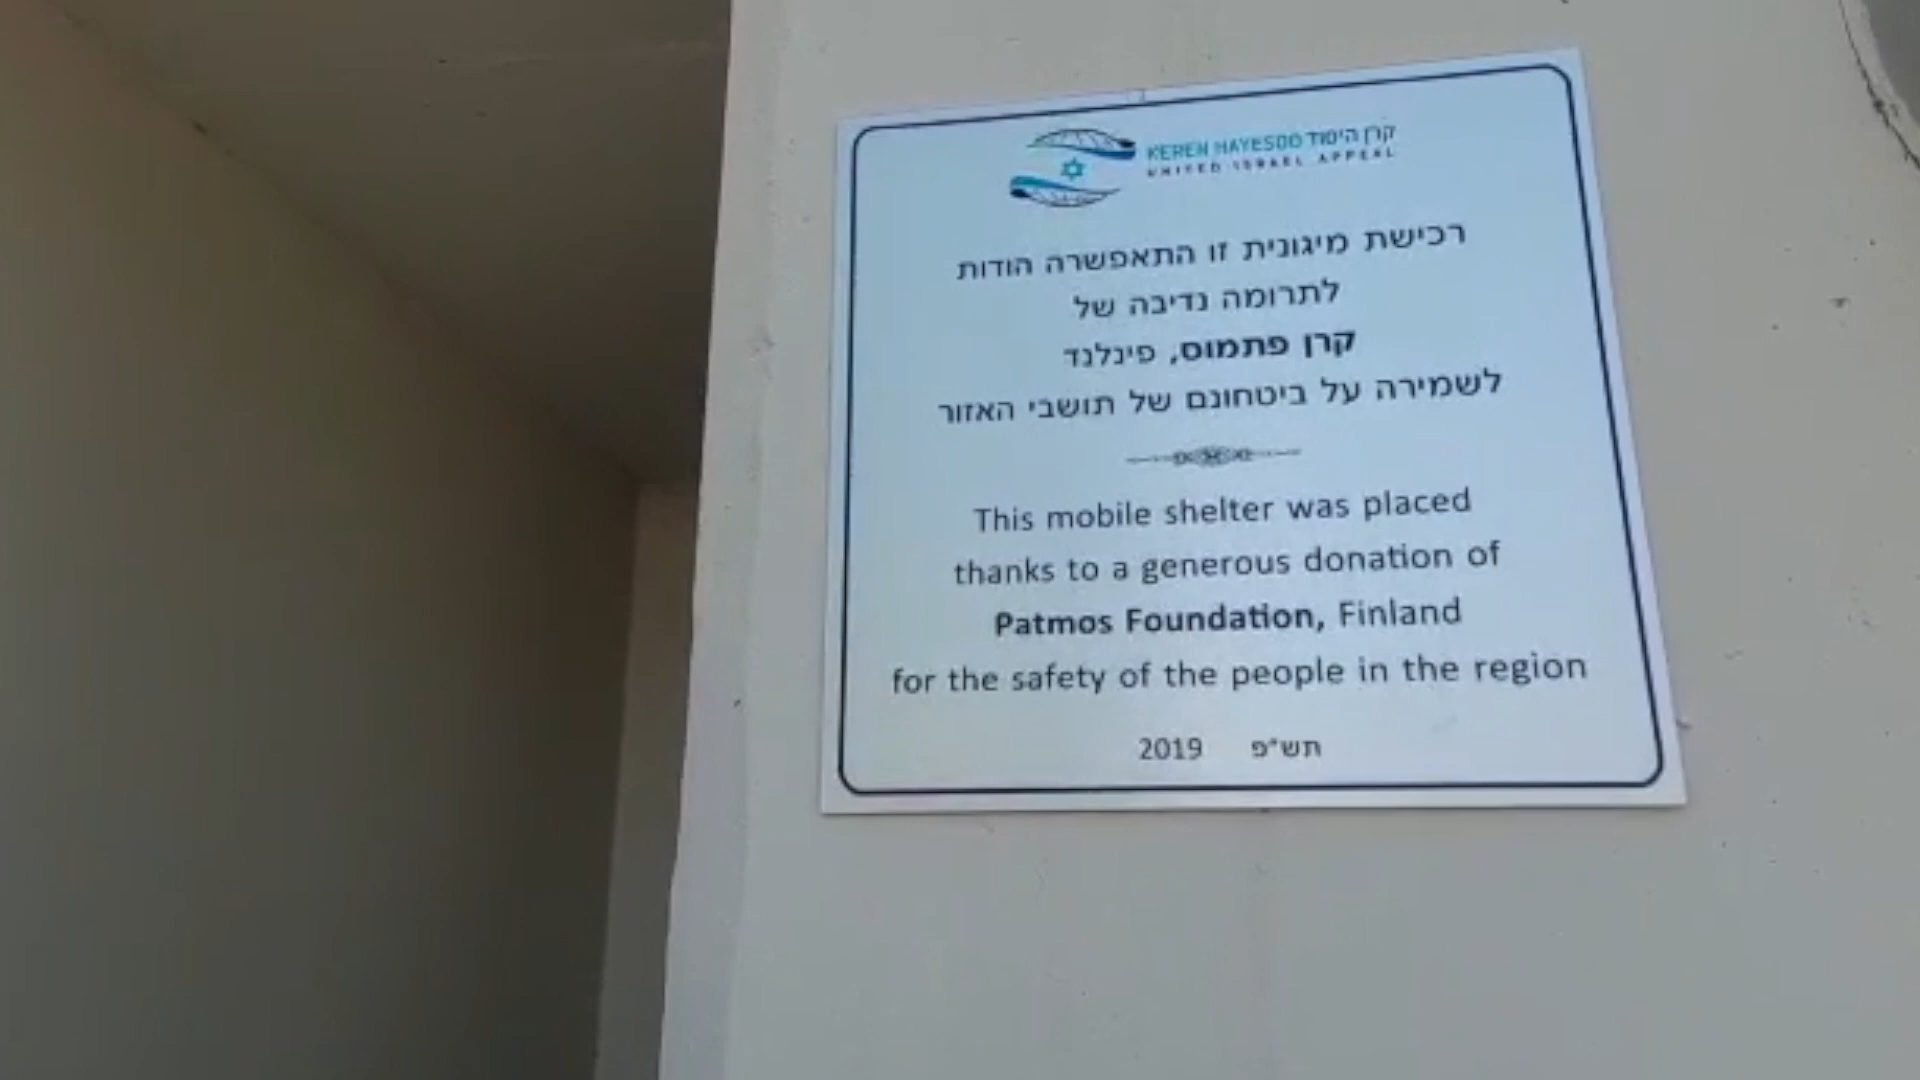 KEREN HAYESOD קרן היסוד
UNITED ISRAEL APPEAL
רכישת מיגונית זו התאפשרה הודות
לתרומה נדיבה של
קרן פתמוס, פינלנד
לשמירה על ביטחונם של תושבי האזור
This mobile shelter was placed
thanks to a generous donation of
Patmos Foundation, Finland
for the safety of the people in the region
2019 תש"פ